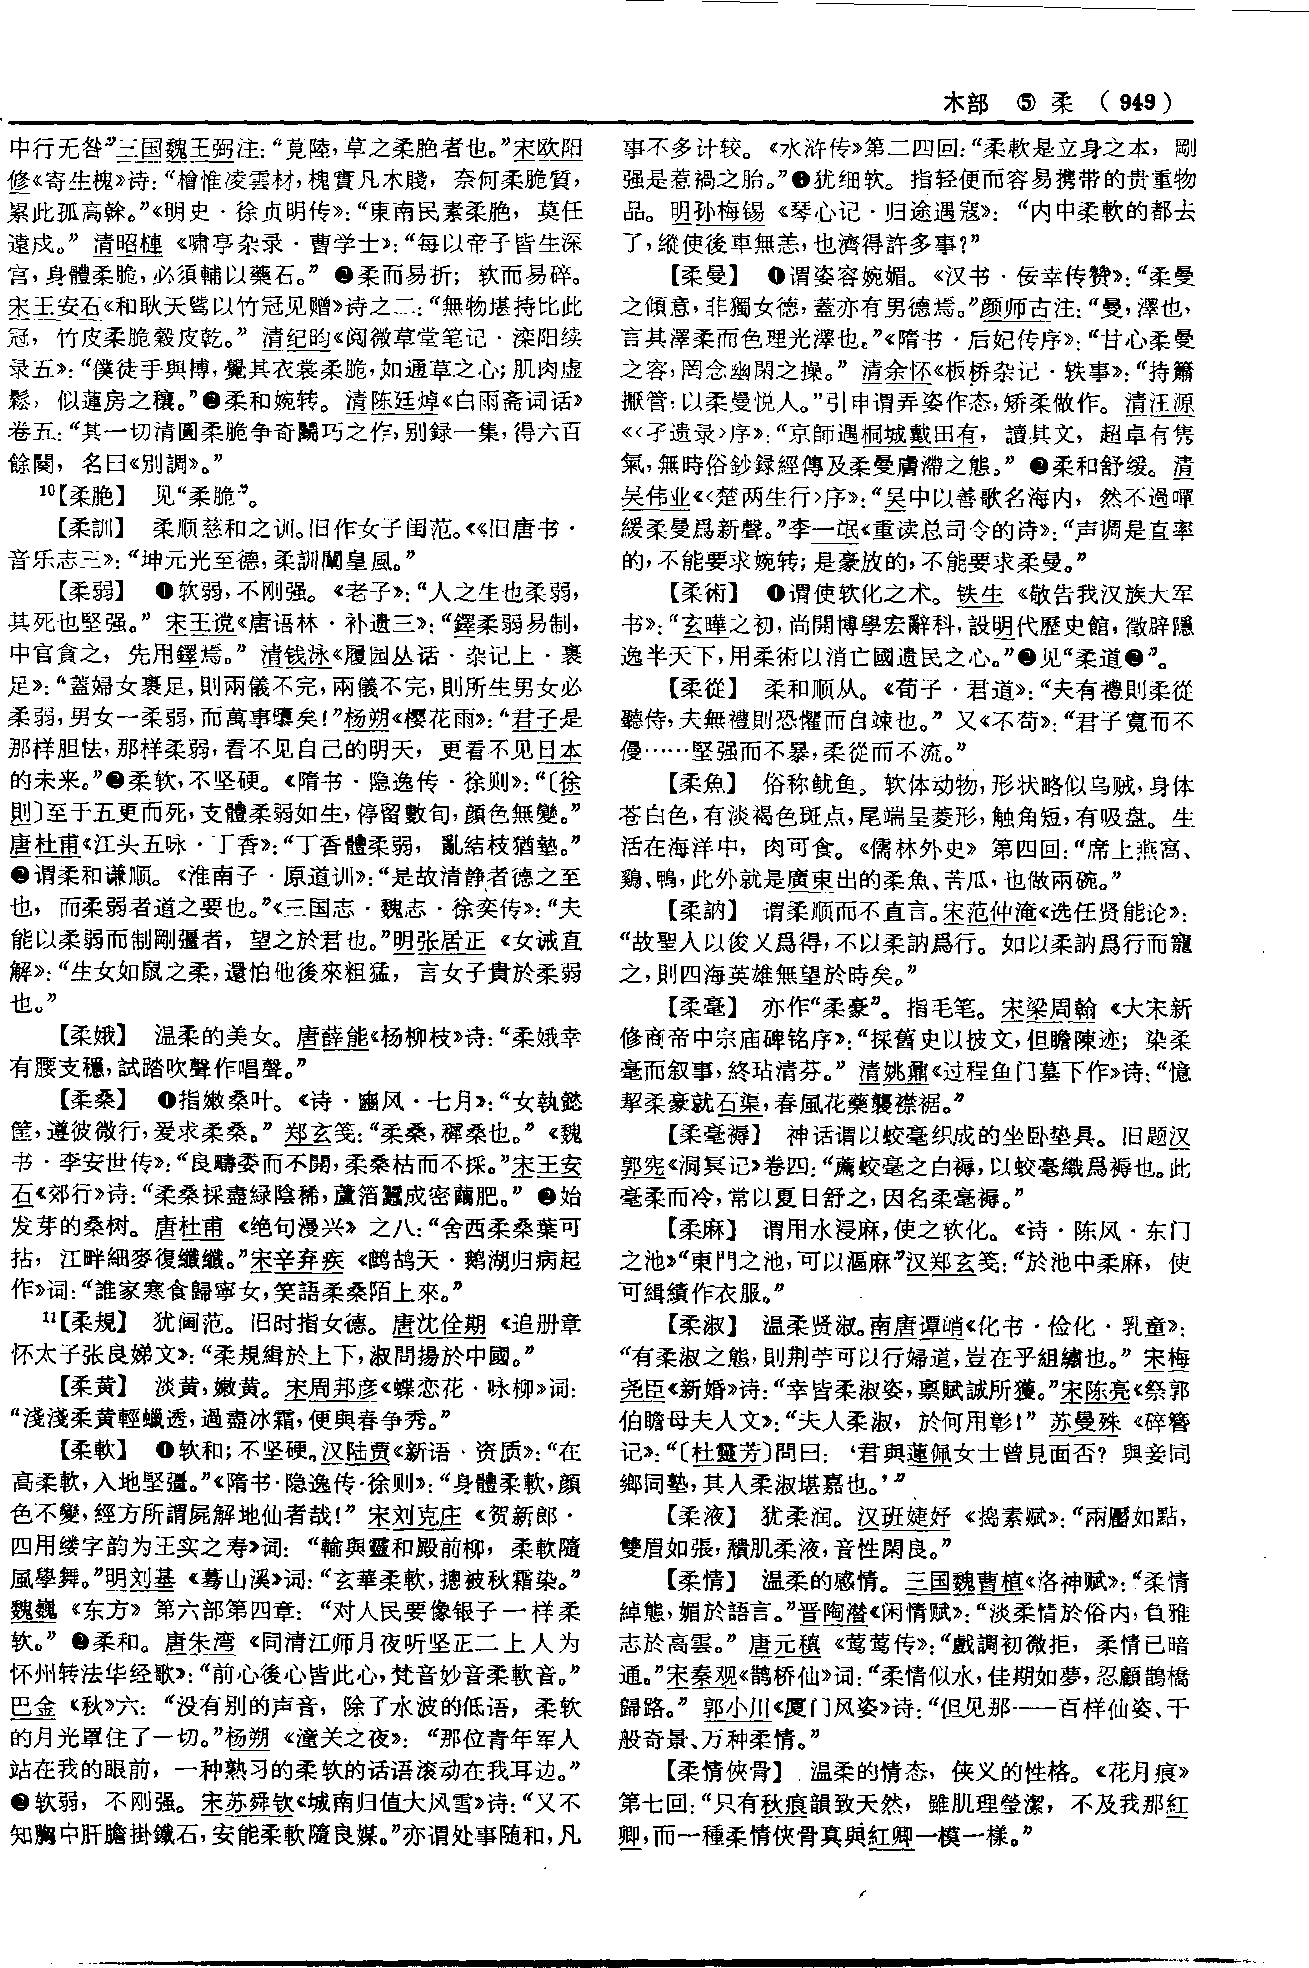 木部 ⑤ 柔 (949)
中行无咎”三国魏王弼注：“莧陸，草之柔脆者也。”宋欧阳
修《寄生槐》诗：“檜惟凌雲材，槐實凡木賤，奈何柔脆質，
累此孤高榦。”《明史·徐贞明传》：“東南民素柔脆，莫任
遠戍。”清昭槤《啸亭杂录·曹学士》：“每以帝子皆生深
宫，身體柔脆，必須輔以藥石。”❷柔而易折；软而易碎。
宋王安石《和耿天骘以竹冠见赠》诗之二：“無物堪持比此
冠，竹皮柔脆縠皮乾。”清纪昀《阅微草堂笔记·滦阳续
录五》：“僕徒手與搏，覺其衣裳柔脆，如通草之心；肌肉虚
鬆，似蓮房之穰。”❸柔和婉转。清陈廷焯《白雨斋词话》
卷五：“其一切清圓柔脆争奇鬭巧之作，别録一集，得六百
餘闋，名曰《别調》。”
10【柔脃】 见“柔脆”。
【柔訓】 柔顺慈和之训。旧作女子闺范。《旧唐书·
音乐志三》：“坤元光至德，柔訓闡皇風。”
【柔弱】 ❶软弱，不刚强。《老子》：“人之生也柔弱，
其死也堅强。”宋王谠《唐语林·补遗三》：“鐸柔弱易制，
中官貪之，先用鐸焉。”清钱泳《履园丛话·杂记上·裹
足》：“蓋婦女裹足，則兩儀不完，兩儀不完，則所生男女必
柔弱，男女一柔弱，而萬事隳矣！”杨朔《樱花雨》：“君子是
那样胆怯，那样柔弱，看不见自己的明天，更看不见日本
的未来。”❷柔软，不坚硬。《隋书·隐逸传·徐则》：“〔徐
則〕至于五更而死，支體柔弱如生，停留數旬，顔色無變。”
唐杜甫《江头五咏·丁香》：“丁香體柔弱，亂結枝猶墊。”
❸谓柔和谦顺。《淮南子·原道训》：“是故清静者德之至
也，而柔弱者道之要也。”《三国志·魏志·徐奕传》：“夫
能以柔弱而制剛彊者，望之於君也。”明张居正《女诫直
解》：“生女如鼠之柔，還怕他後來粗猛，言女子貴於柔弱
也。”
【柔娥】 温柔的美女。唐薛能《杨柳枝》诗：“柔娥幸
有腰支穩，試踏吹聲作唱聲。”
【柔桑】 ❶指嫩桑叶。《诗·豳风·七月》：“女執懿
筐，遵彼微行，爰求柔桑。”郑玄笺：“柔桑，穉桑也。”《魏
书·李安世传》：“良疇委而不開，柔桑枯而不採。”宋王安
石《郊行》诗：“柔桑採盡緑陰稀，蘆箔蠶成密繭肥。”❷始
发芽的桑树。唐杜甫《绝句漫兴》之八：“舍西柔桑葉可
拈，江畔細麥復纖纖。”宋辛弃疾《鹧鸪天·鹅湖归病起
作》词：“誰家寒食歸寧女，笑語柔桑陌上來。”
11【柔規】 犹阃范。旧时指女德。唐沈佺期《追册章
怀太子张良娣文》：“柔規緝於上下，淑問揚於中國。”
【柔黄】 淡黄，嫩黄。宋周邦彦《蝶恋花·咏柳》词：
“淺淺柔黄輕蠟透，過盡冰霜，便與春争秀。”
【柔軟】 ❶软和；不坚硬。汉陆贾《新语·资质》：“在
高柔軟，入地堅彊。”《隋书·隐逸传·徐则》：“身體柔軟，顔
色不變，經方所謂屍解地仙者哉！”宋刘克庄《贺新郎·
四用缕字韵为王实之寿》词：“輸與靈和殿前柳，柔軟隨
風學舞。”明刘基《蓦山溪》词：“玄華柔軟，摠被秋霜染。”
魏巍《东方》第六部第四章：“对人民要像银子一样柔
软。”❷柔和。唐朱湾《同清江师月夜听坚正二上人为
怀州转法华经歌》：“前心後心皆此心，梵音妙音柔軟音。”
巴金《秋》六：“没有别的声音，除了水波的低语，柔软
的月光罩住了一切。”杨朔《潼关之夜》：“那位青年军人
站在我的眼前，一种熟习的柔软的话语滚动在我耳边。”
❸软弱，不刚强。宋苏舜钦《城南归值大风雪》诗：“又不
知胸中肝膽掛鐵石，安能柔軟隨良媒。”亦谓处事随和，凡
事不多计较。《水浒传》第二四回：“柔軟是立身之本，剛
强是惹禍之胎。”❹犹细软。指轻便而容易携带的贵重物
品。明孙梅锡《琴心记·归途遇寇》：“内中柔軟的都去
了，縱使後車無恙，也濟得許多事？”
【柔曼】 ❶谓姿容婉媚。《汉书·佞幸传赞》：“柔曼
之傾意，非獨女德，蓋亦有男德焉。”颜师古注：“曼，澤也，
言其澤柔而色理光澤也。”《隋书·后妃传序》：“甘心柔曼
之容，罔念幽閑之操。”清余怀《板桥杂记·轶事》：“持簫
擫管；以柔曼悦人。”引申谓弄姿作态，矫柔做作。清汪源
《〈孑遗录〉序》：“京師遇桐城戴田有，讀其文，超卓有雋
氣，無時俗鈔録經傳及柔曼膚滯之態。”❷柔和舒缓。清
吴伟业《〈楚两生行〉序》：“吴中以善歌名海内，然不過嘽
緩柔曼爲新聲。”李一氓《重读总司令的诗》：“声调是直率
的，不能要求婉转；是豪放的，不能要求柔曼。”
【柔術】 ❶谓使软化之术。铁生《敬告我汉族大军
书》：“玄曄之初，尚開博學宏辭科，設明代歷史館，徵辟隱
逸半天下，用柔術以消亡國遺民之心。”❷见“柔道❷”。
【柔從】 柔和顺从。《荀子·君道》：“夫有禮則柔從
聽侍，夫無禮則恐懼而自竦也。”又《不苟》：“君子寬而不
僈……堅强而不暴，柔從而不流。”
【柔魚】 俗称鱿鱼。软体动物，形状略似乌贼，身体
苍白色，有淡褐色斑点，尾端呈菱形，触角短，有吸盘。生
活在海洋中，肉可食。《儒林外史》第四回：“席上燕窩、
鷄、鴨，此外就是廣東出的柔魚、苦瓜，也做兩碗。”
【柔訥】 谓柔顺而不直言。宋范仲淹《选任贤能论》：
“故聖人以俊乂爲得，不以柔訥爲行。如以柔訥爲行而寵
之，則四海英雄無望於時矣。”
【柔毫】 亦作“柔豪”。指毛笔。宋梁周翰《大宋新
修商帝中宗庙碑铭序》：“採舊史以披文，但瞻陳迹；染柔
毫而叙事，終玷清芬。”清姚鼐《过程鱼门墓下作》诗：“憶
挈柔豪就石渠，春風花藥襲襟裾。”
【柔毫褥】 神话谓以蛟毫织成的坐卧垫具。旧题汉
郭宪《洞冥记》卷四：“薦蛟毫之白褥，以蛟毫織爲褥也。此
毫柔而冷，常以夏日舒之，因名柔毫褥。”
【柔麻】 谓用水浸麻，使之软化。《诗·陈风·东门
之池》“東門之池，可以漚麻”汉郑玄笺：“於池中柔麻，使
可緝績作衣服。”
【柔淑】 温柔贤淑。南唐谭峭《化书·俭化·乳童》：
“有柔淑之態，則荆苧可以行婦道，豈在乎組繡也。”宋梅
尧臣《新婚》诗：“幸皆柔淑姿，禀賦誠所獲。”宋陈亮《祭郭
伯瞻母夫人文》：“夫人柔淑，於何用彰！”苏曼殊《碎簪
记》：“〔杜靈芳〕問曰：‘君與蓮佩女士曾見面否？與妾同
鄉同塾，其人柔淑堪嘉也。’”
【柔液】 犹柔润。汉班婕妤《捣素赋》：“兩靨如點，
雙眉如張，穨肌柔液，音性閑良。”
【柔情】 温柔的感情。三国魏曹植《洛神赋》：“柔情
綽態，媚於語言。”晋陶潜《闲情赋》：“淡柔情於俗内，負雅
志於高雲。”唐元稹《莺莺传》：“戲調初微拒，柔情已暗
通。”宋秦观《鹊桥仙》词：“柔情似水，佳期如夢，忍顧鵲橋
歸路。”郭小川《厦门风姿》诗：“但见那——百样仙姿、千
般奇景、万种柔情。”
【柔情俠骨】 温柔的情态，侠义的性格。《花月痕》
第七回：“只有秋痕韻致天然，雖肌理瑩潔，不及我那紅
卿，而一種柔情俠骨真與紅卿一模一樣。”